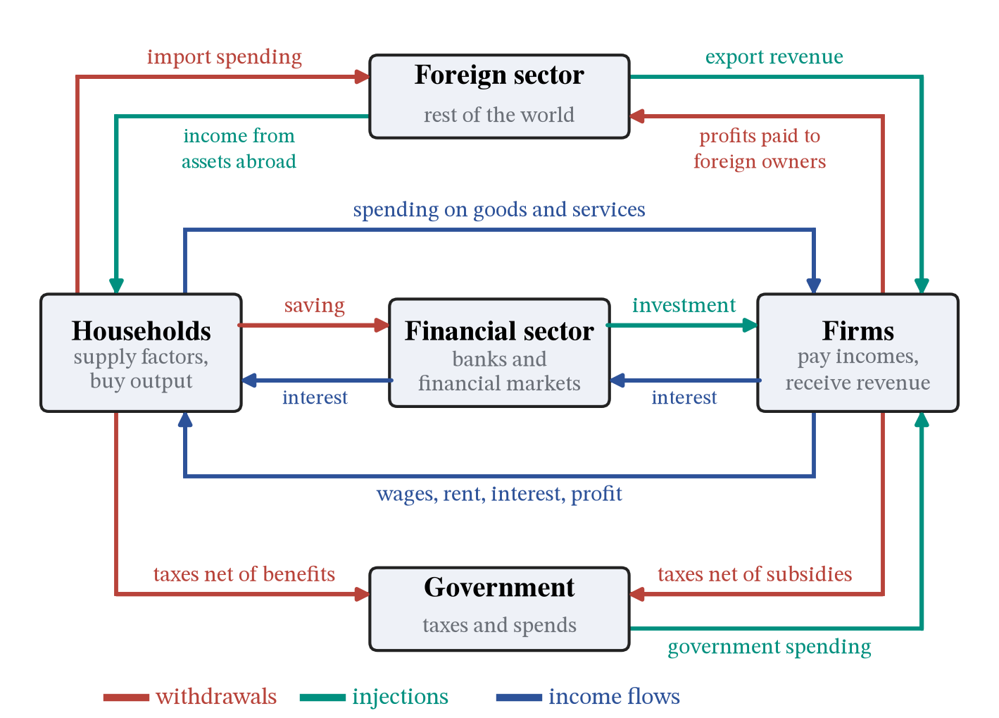 import spending
export revenue
Foreign sector
rest of the world
income from
assets abroad
profits paid to
foreign owners
spending on goods and services
saving
investment
Households
supply factors,
buy output
Financial sector
banks and
financial markets
Firms
pay incomes,
receive revenue
interest
interest
wages, rent, interest, profit
taxes net of benefits
taxes net of subsidies
Government
taxes and spends
government spending
withdrawals
injections
income flows